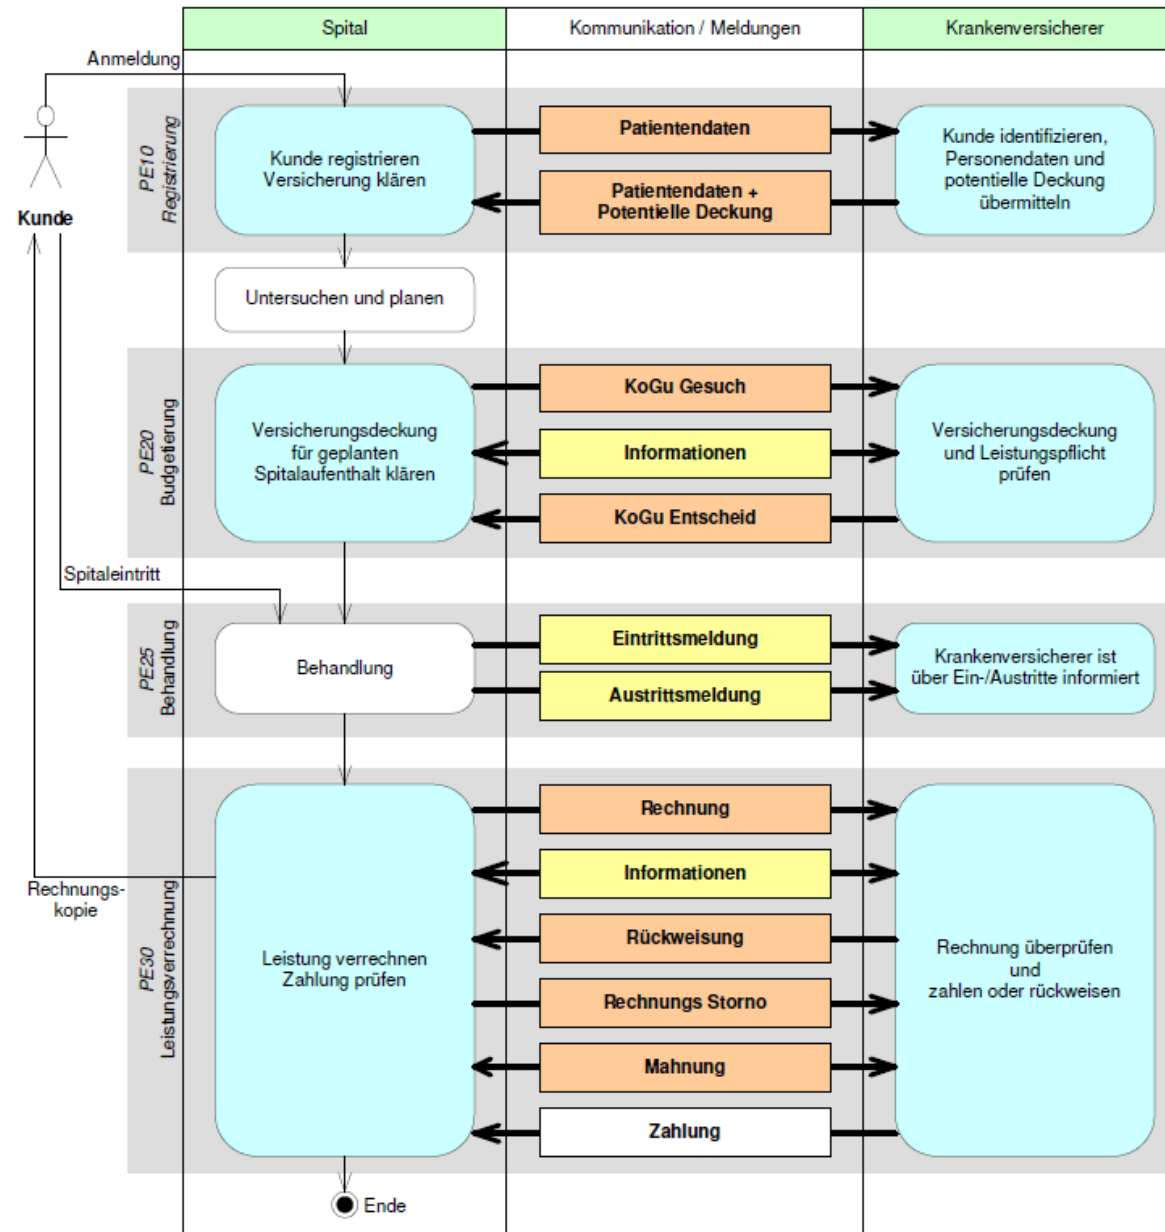 Spital
Kommunikation / Meldungen
Krankenversicherer
Anmeldung
Kunde
PE10
Registrierung
Kunde registrieren
Versicherung klären
Patientendaten
Patientendaten +
Potentielle Deckung
Kunde identifizieren,
Personendaten und
potentielle Deckung
übermitteln
Untersuchen und planen
PE20
Budgetierung
Versicherungsdeckung
für geplanten
Spitalaufenthalt klären
KoGu Gesuch
Informationen
KoGu Entscheid
Versicherungsdeckung
und Leistungspflicht
prüfen
Spitaleintritt
PE25
Behandlung
Behandlung
Eintrittsmeldung
Austrittsmeldung
Krankenversicherer ist
über Ein-/Austritte informiert
Rechnungs-
kopie
PE30
Leistungsverrechnung
Leistung verrechnen
Zahlung prüfen
Rechnung
Informationen
Rückweisung
Rechnungs Storno
Mahnung
Zahlung
Rechnung überprüfen
und
zahlen oder rückweisen
Ende